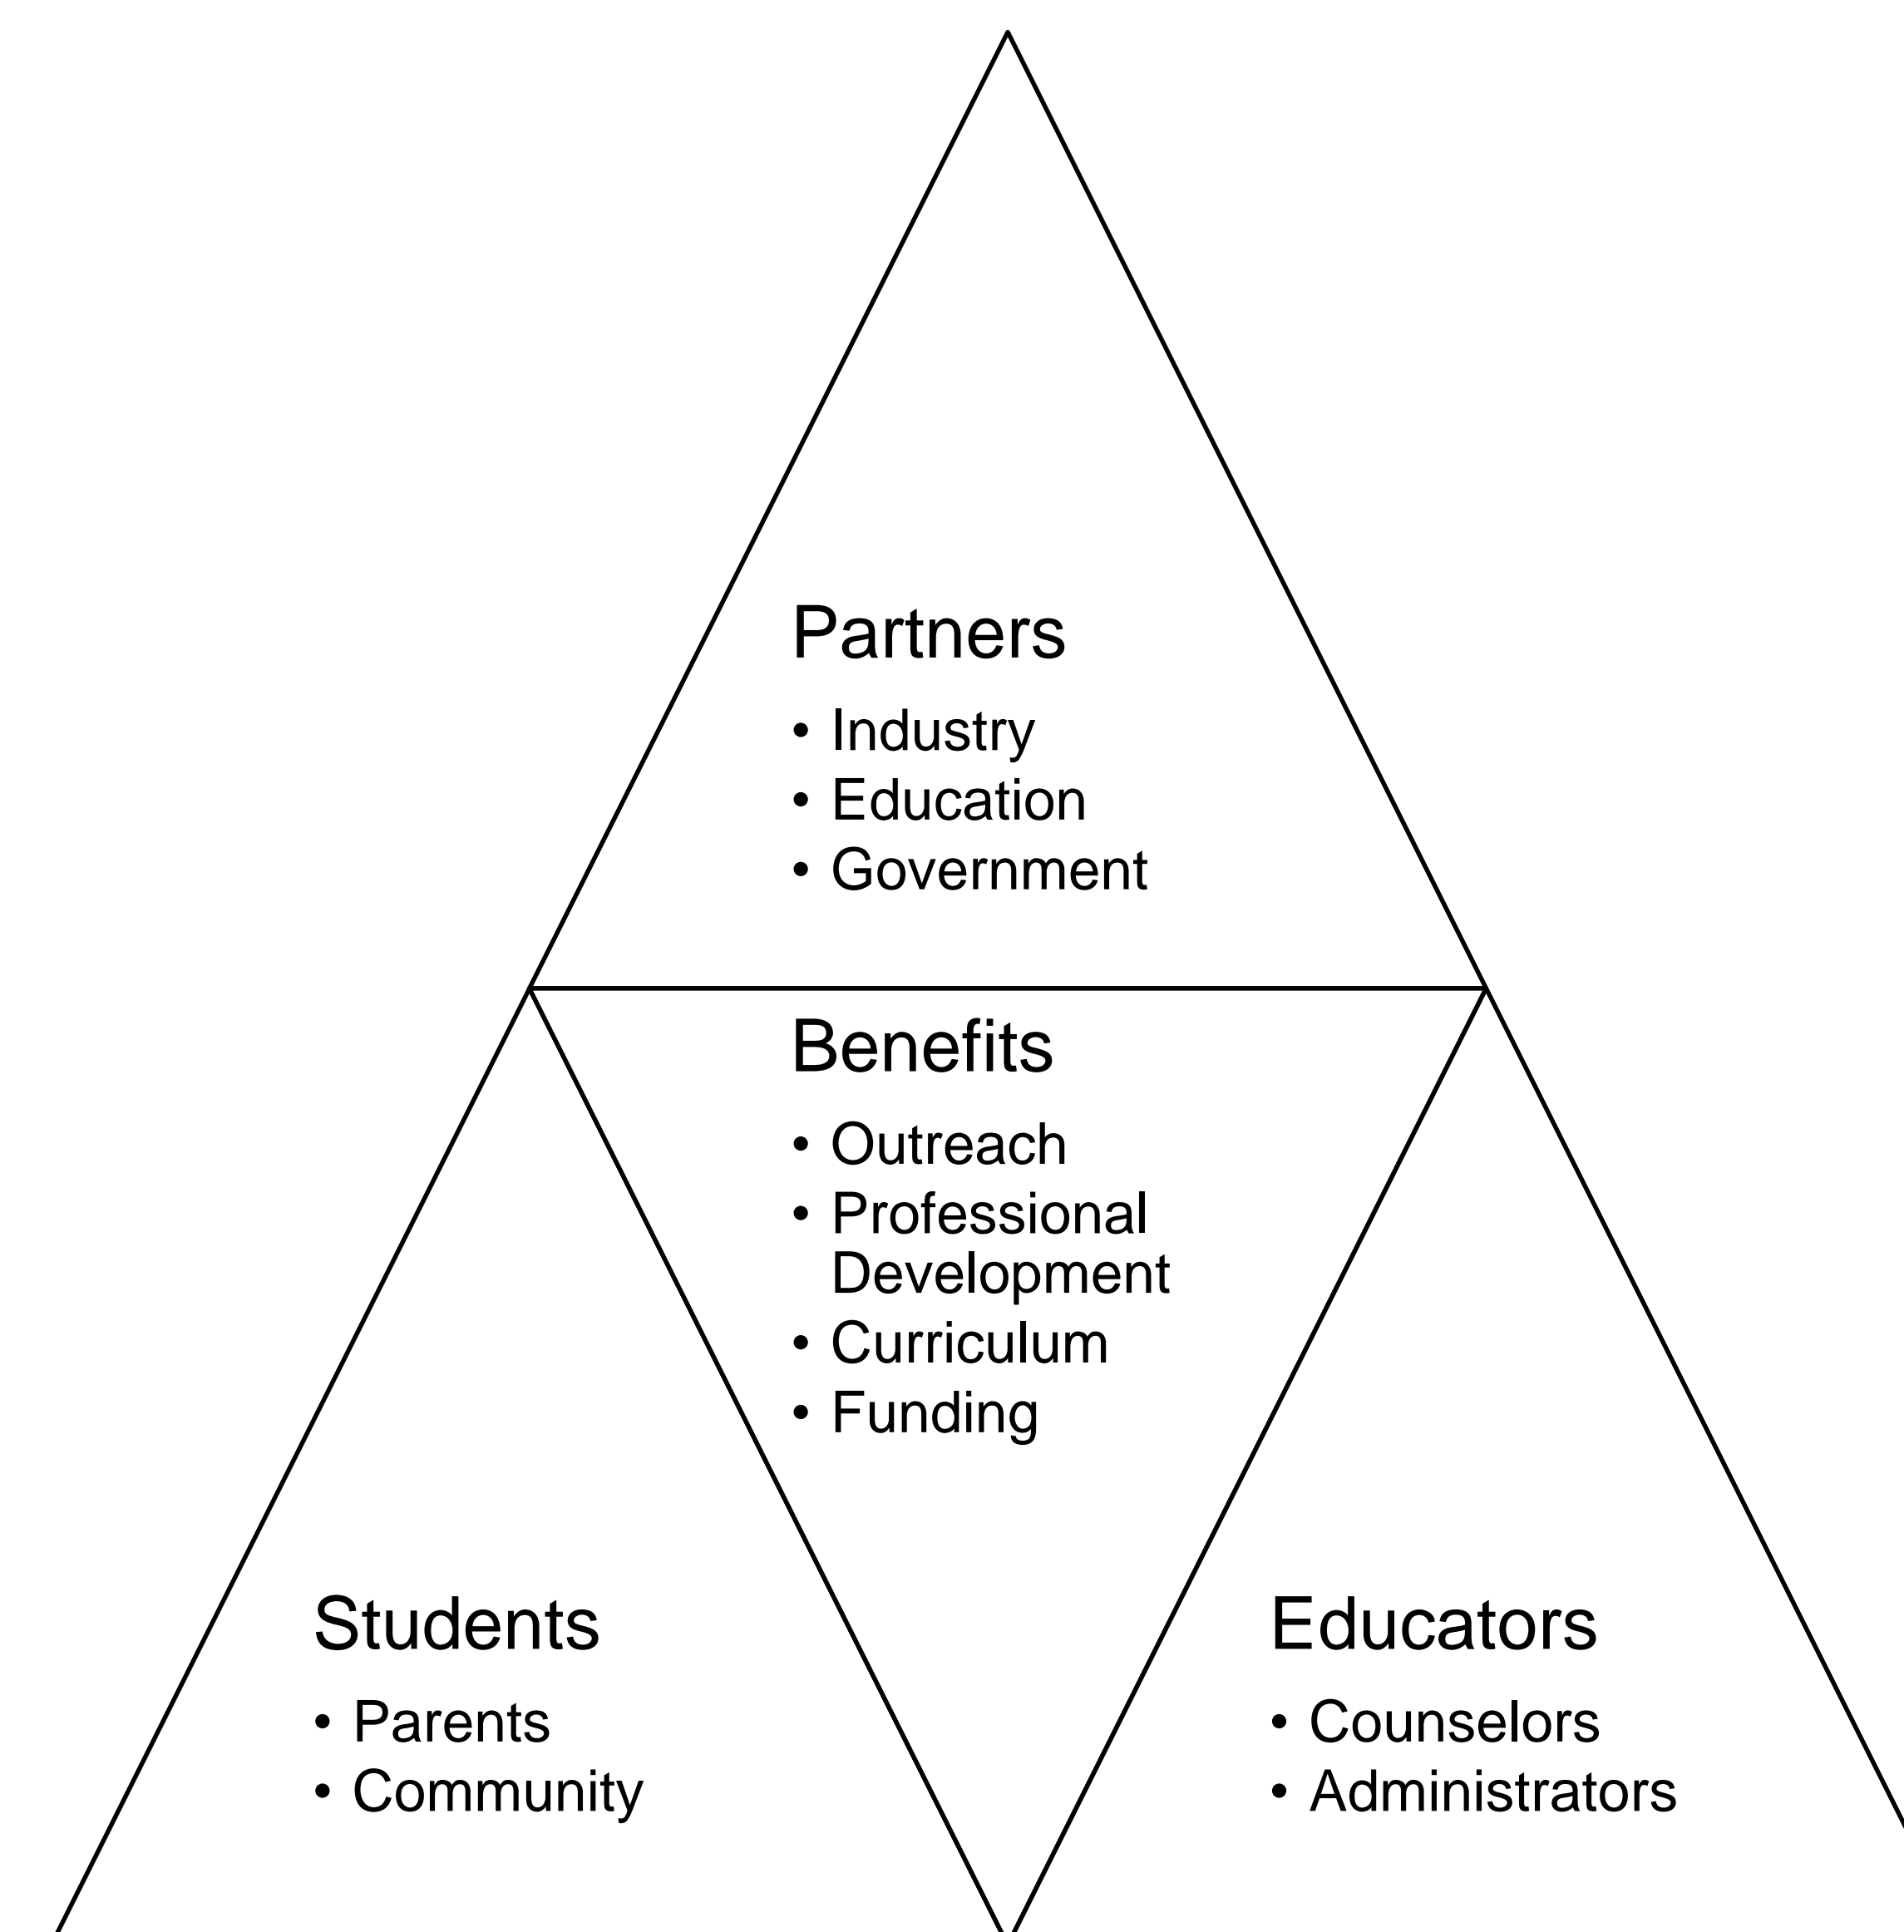 Partners
• Industry
• Education
• Government
Benefits
• Outreach
• Professional
Development
• Curriculum
• Funding
Students
• Parents
• Community
Educators
• Counselors
• Administrators